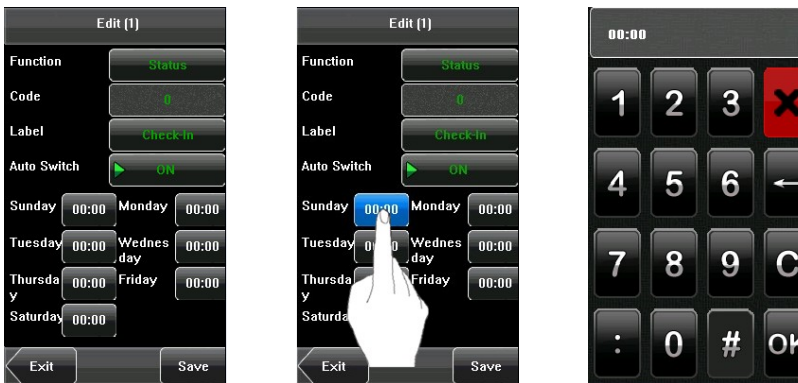 Edit (1)
Function Status
Code 0
Label Check-In
Auto Switch ON
Sunday 00:00 Monday 00:00
Tuesday 00:00 Wednes
day 00:00
Thursda
y 00:00 Friday 00:00
Saturday 00:00
Exit Save
Edit (1)
Function Status
Code 0
Label Check-In
Auto Switch ON
Sunday 00:00 Monday 00:00
Tuesday Wednes
day 00:00
Thursda
y Friday 00:00
Saturda
Exit Save
00:00
1 2 3
4 5 6 ←
7 8 9 C
: 0 # OK